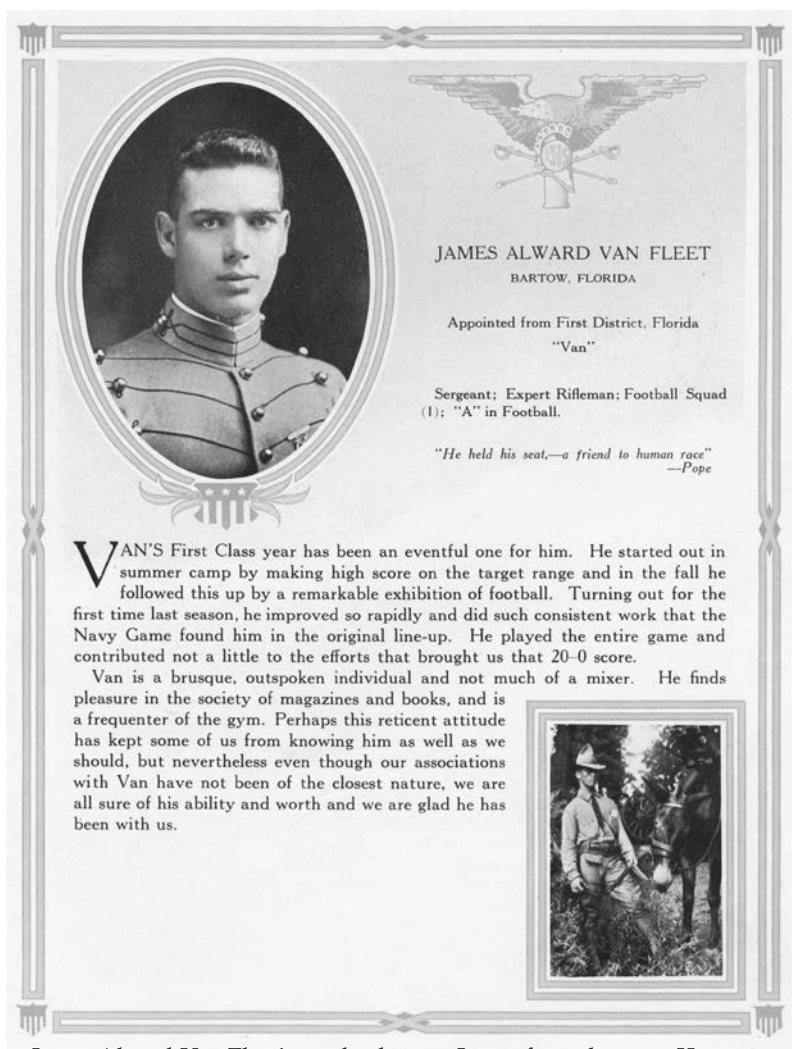 JAMES ALWARD VAN FLEET
BARTOW, FLORIDA
Appointed from First District, Florida
"Van"
Sergeant; Expert Rifleman; Football Squad
(1); "A" in Football.
"He held his seat,—a friend to human race"
—Pope
VAN'S First Class year has been an eventful one for him. He started out in
summer camp by making high score on the target range and in the fall he
followed this up by a remarkable exhibition of football. Turning out for the
first time last season, he improved so rapidly and did such consistent work that the
Navy Game found him in the original line-up. He played the entire game and
contributed not a little to the efforts that brought us that 20-0 score.
Van is a brusque, outspoken individual and not much of a mixer. He finds
pleasure in the society of magazines and books, and is
a frequenter of the gym. Perhaps this reticent attitude
has kept some of us from knowing him as well as we
should, but nevertheless even though our associations
with Van have not been of the closest nature, we are
all sure of his ability and worth and we are glad he has
been with us.
James Alward Van Fleet's